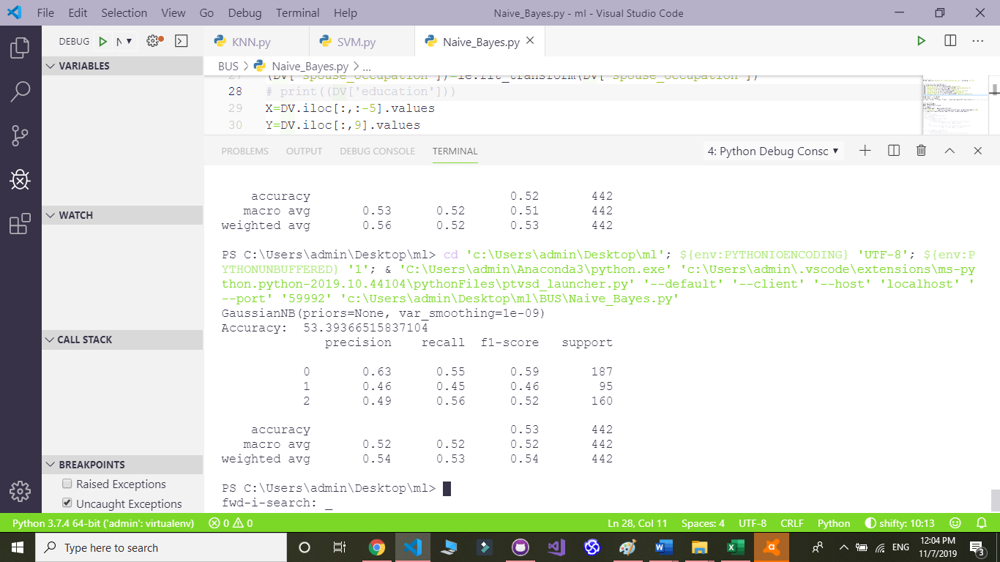 File Edit Selection View Go Debug Terminal Help Naive_Bayes.py - ml - Visual Studio Code
DEBUG N KNN.py SVM.py Naive_Bayes.py
VARIABLES
BUS > Naive_Bayes.py > ...
27 (DV['spouse_occupation'])=le.fit_transform(DV['spouse_occupation'])
28 # print((DV['education']))
29 X=DV.iloc[:,:-5].values
30 Y=DV.iloc[:,9].values
PROBLEMS OUTPUT DEBUG CONSOLE TERMINAL 4: Python Debug Consc
accuracy 0.52 442
macro avg 0.53 0.52 0.51 442
weighted avg 0.56 0.52 0.53 442
WATCH
PS C:\Users\admin\Desktop\ml> cd 'c:\Users\admin\Desktop\ml'; ${env:PYTHONIOENCODING} 'UTF-8'; ${env:P
YTHONUNBUFFERED} '1'; & 'C:\Users\admin\Anaconda3\python.exe' 'c:\Users\admin\.vscode\extensions\ms-py
thon.python-2019.10.44104\pythonFiles\ptvsd_launcher.py' '--default' '--client' '--host' 'localhost' '
--port' '59992' 'c:\Users\admin\Desktop\ml\BUS\Naive_Bayes.py'
GaussianNB(priors=None, var_smoothing=1e-09)
Accuracy: 53.39366515837104
precision recall f1-score support
CALL STACK
0 0.63 0.55 0.59 187
1 0.46 0.45 0.46 95
2 0.49 0.56 0.52 160
accuracy 0.53 442
macro avg 0.52 0.52 0.52 442
weighted avg 0.54 0.53 0.54 442
BREAKPOINTS
Raised Exceptions
Uncaught Exceptions
PS C:\Users\admin\Desktop\ml>
fwd-i-search: _
Python 3.7.4 64-bit ('admin': virtualenv) 0 0 Ln 28, Col 11 Spaces: 4 UTF-8 CRLF Python shifty: 10:13
Type here to search ENG 12:04 PM
11/7/2019 3